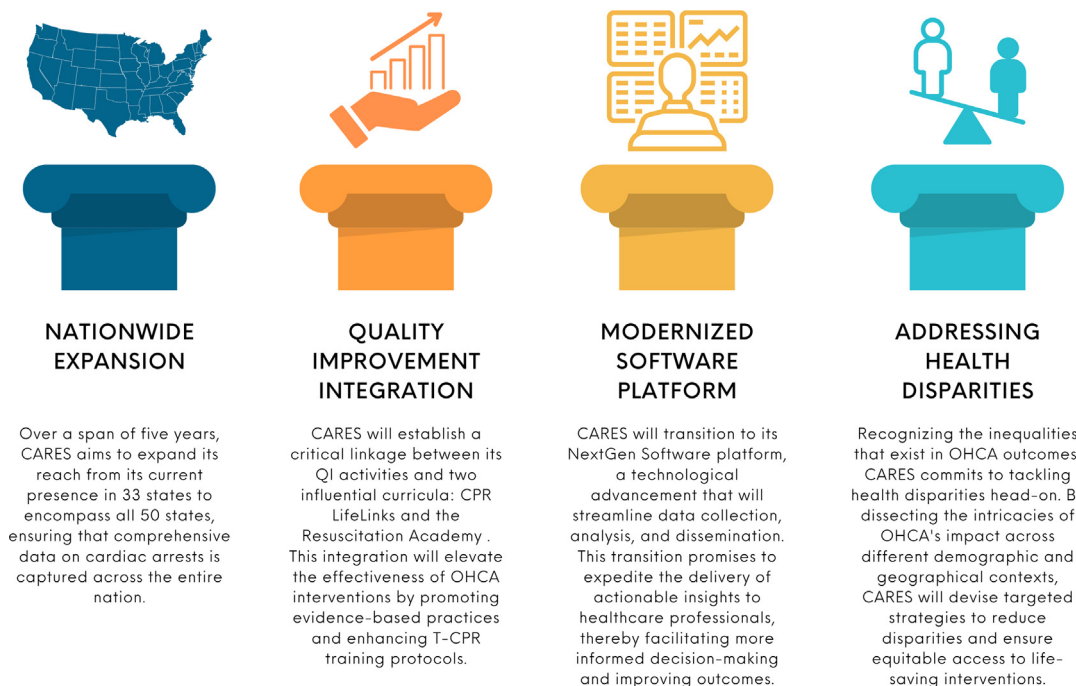 NATIONWIDE
EXPANSION
Over a span of five years,
CARES aims to expand its
reach from its current
presence in 33 states to
encompass all 50 states,
ensuring that comprehensive
data on cardiac arrests is
captured across the entire
nation.
QUALITY
IMPROVEMENT
INTEGRATION
CARES will establish a
critical linkage between its
QI activities and two
influential curricula: CPR
LifeLinks and the
Resuscitation Academy .
This integration will elevate
the effectiveness of OHCA
interventions by promoting
evidence-based practices
and enhancing T-CPR
training protocols.
MODERNIZED
SOFTWARE
PLATFORM
CARES will transition to its
NextGen Software platform,
a technological
advancement that will
streamline data collection,
analysis, and dissemination.
This transition promises to
expedite the delivery of
actionable insights to
healthcare professionals,
thereby facilitating more
informed decision-making
and improving outcomes.
ADDRESSING
HEALTH
DISPARITIES
Recognizing the inequalities
that exist in OHCA outcomes
CARES commits to tackling
health disparities head-on. B
dissecting the intricacies of
OHCA's impact across
different demographic and
geographical contexts,
CARES will devise targeted
strategies to reduce
disparities and ensure
equitable access to life-
saving interventions.